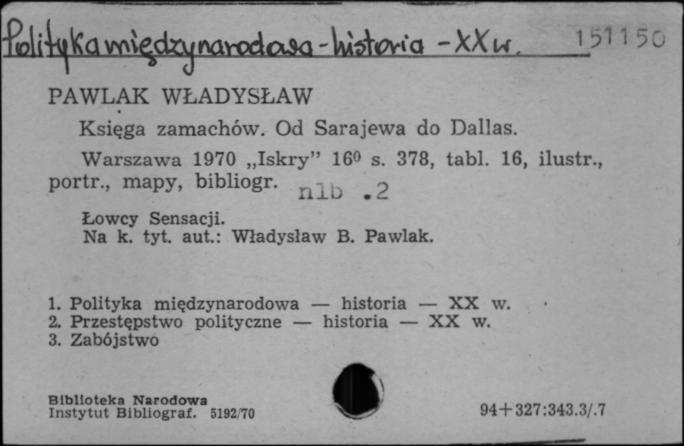 Polityka międzynarodowa - historia - XX w. 151150
PAWLAK WŁADYSŁAW
Księga zamachów. Od Sarajewa do Dallas.
Warszawa 1970 „Iskry” 16⁰ s. 378, tabl. 16, ilustr.,
portr., mapy, bibliogr. nlb .2
Łowcy Sensacji.
Na k. tyt. aut.: Władysław B. Pawlak.
1. Polityka międzynarodowa — historia — XX w.
2. Przestępstwo polityczne — historia — XX w.
3. Zabójstwo
Biblioteka Narodowa
Instytut Bibliograf. 5192/70 94+327:343.3/.7